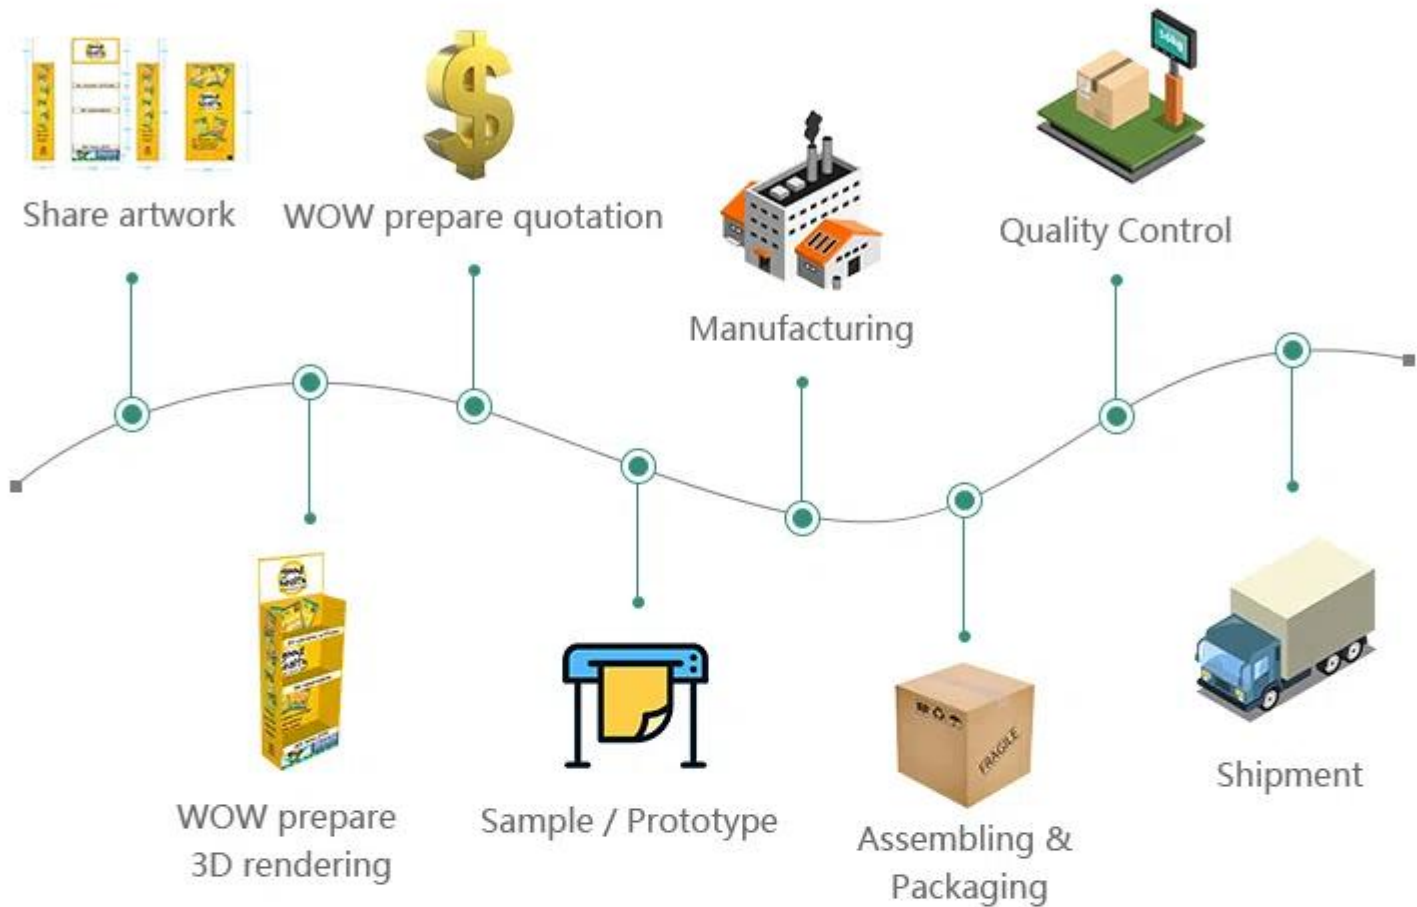 Share artwork
WOW prepare
3D rendering
WOW prepare quotation
Sample / Prototype
Manufacturing
Assembling &
Packaging
FRAGILE
Quality Control
Shipment